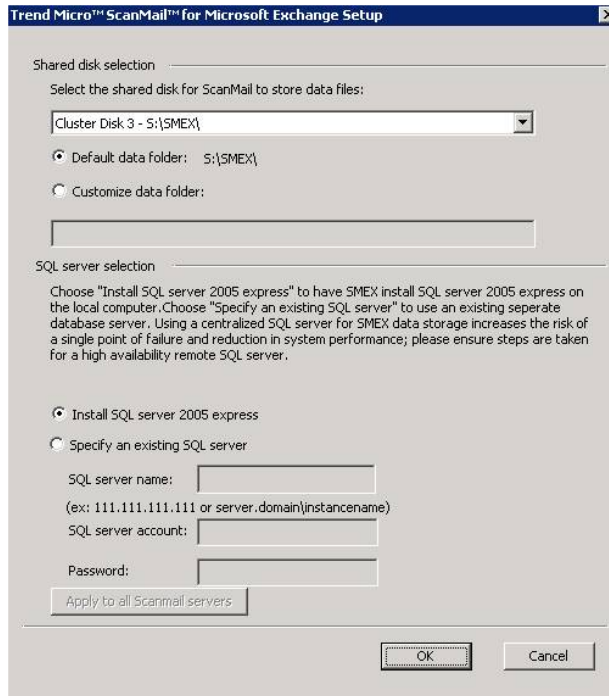 Trend Micro™ ScanMail™ for Microsoft Exchange Setup
Shared disk selection
Select the shared disk for ScanMail to store data files:
Cluster Disk 3 - S:\SMEX\
Default data folder: S:\SMEX\
Customize data folder:
SQL server selection
Choose "Install SQL server 2005 express" to have SMEX install SQL server 2005 express on
the local computer.Choose "Specify an existing SQL server" to use an existing seperate
database server. Using a centralized SQL server for SMEX data storage increases the risk of
a single point of failure and reduction in system performance; please ensure steps are taken
for a high availability remote SQL server.
Install SQL server 2005 express
Specify an existing SQL server
SQL server name:
(ex: 111.111.111.111 or server.domain\instancename)
SQL server account:
Password:
Apply to all Scanmail servers
OK Cancel